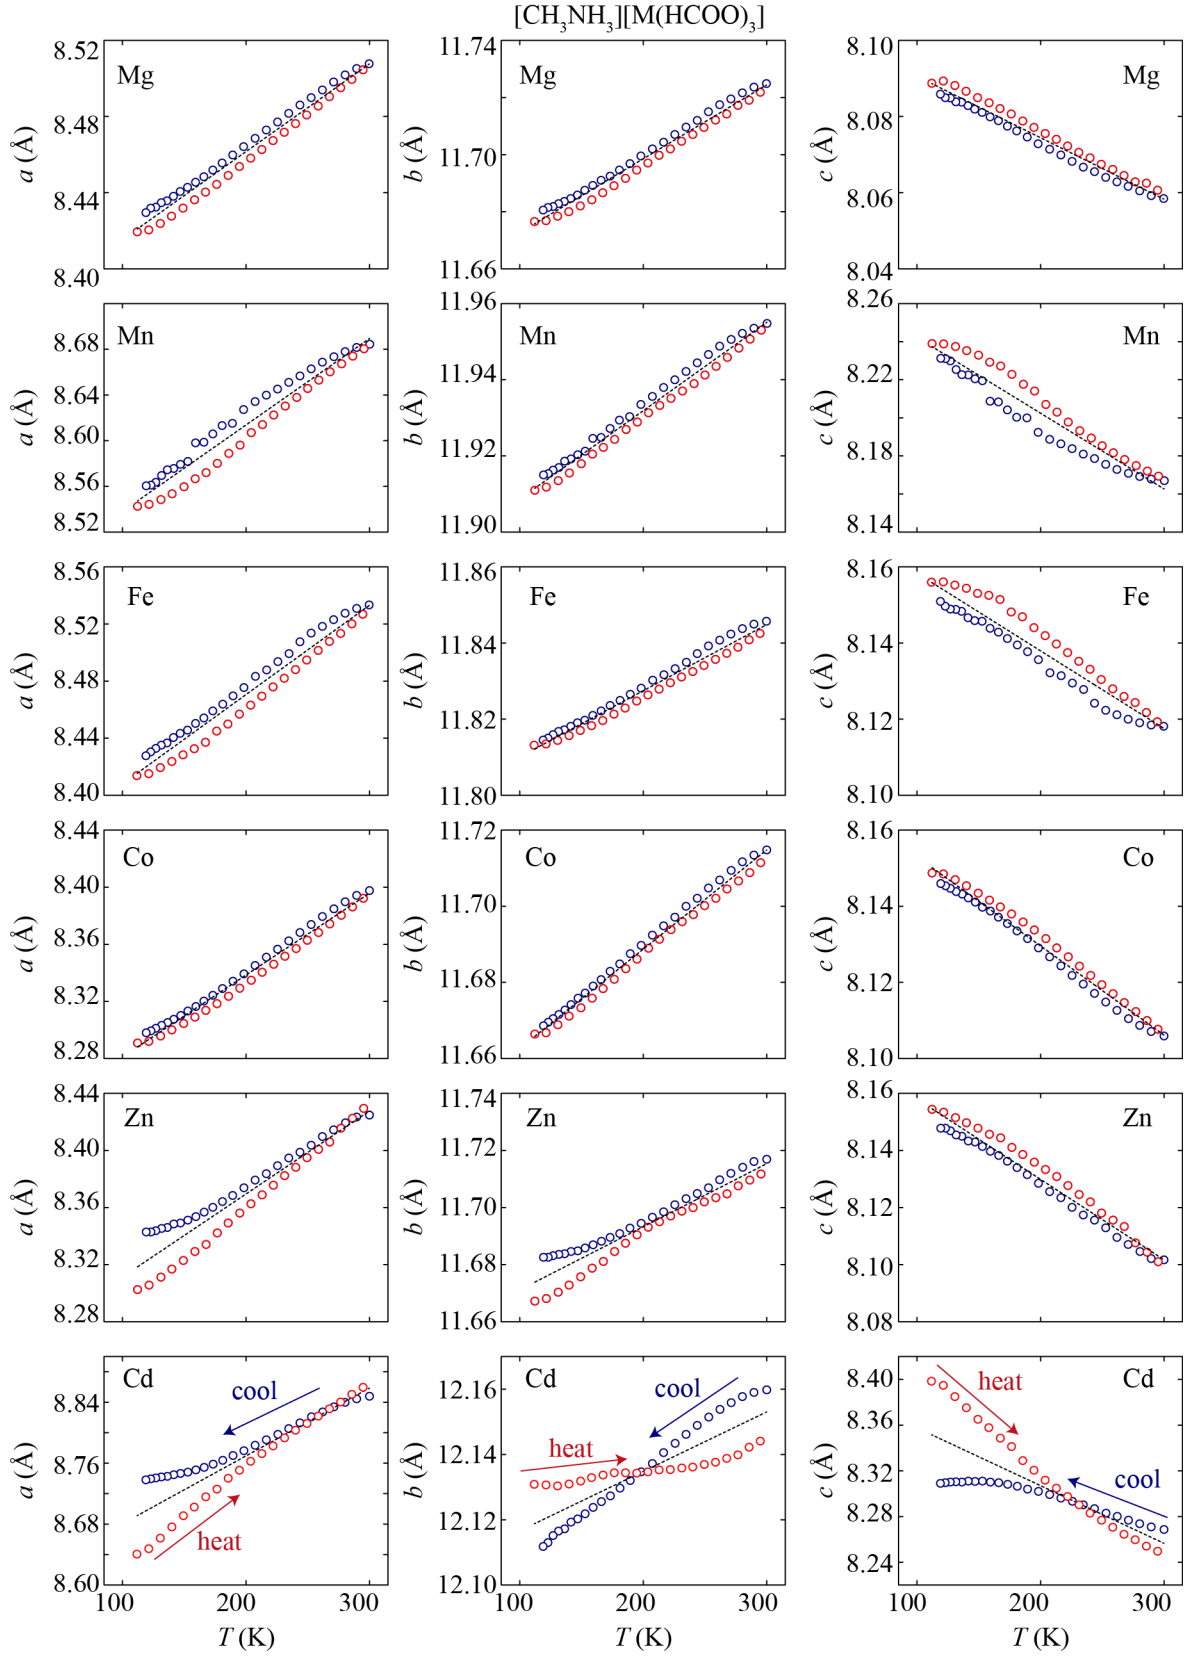 [CH₃NH₃][M(HCOO)₃]
8.52
8.48
8.44
8.40
a (Å)
Mg
11.74
11.70
11.66
b (Å)
Mg
8.10
8.08
8.06
8.04
c (Å)
Mg
8.68
8.64
8.60
8.56
8.52
a (Å)
Mn
11.96
11.94
11.92
11.90
b (Å)
Mn
8.26
8.22
8.18
8.14
c (Å)
Mn
8.56
8.52
8.48
8.44
8.40
a (Å)
Fe
11.86
11.84
11.82
11.80
b (Å)
Fe
8.16
8.14
8.12
8.10
c (Å)
Fe
8.44
8.40
8.36
8.32
8.28
a (Å)
Co
11.72
11.70
11.68
11.66
b (Å)
Co
8.16
8.14
8.12
8.10
c (Å)
Co
8.44
8.40
8.36
8.32
8.28
a (Å)
Zn
11.74
11.72
11.70
11.68
11.66
b (Å)
Zn
8.16
8.14
8.12
8.10
8.08
c (Å)
Zn
8.84
8.76
8.68
8.60
a (Å)
Cd
cool
heat
100
200
300
T (K)
12.16
12.14
12.12
12.10
b (Å)
Cd
cool
heat
100
200
300
T (K)
8.40
8.36
8.32
8.28
8.24
c (Å)
Cd
heat
cool
100
200
300
T (K)